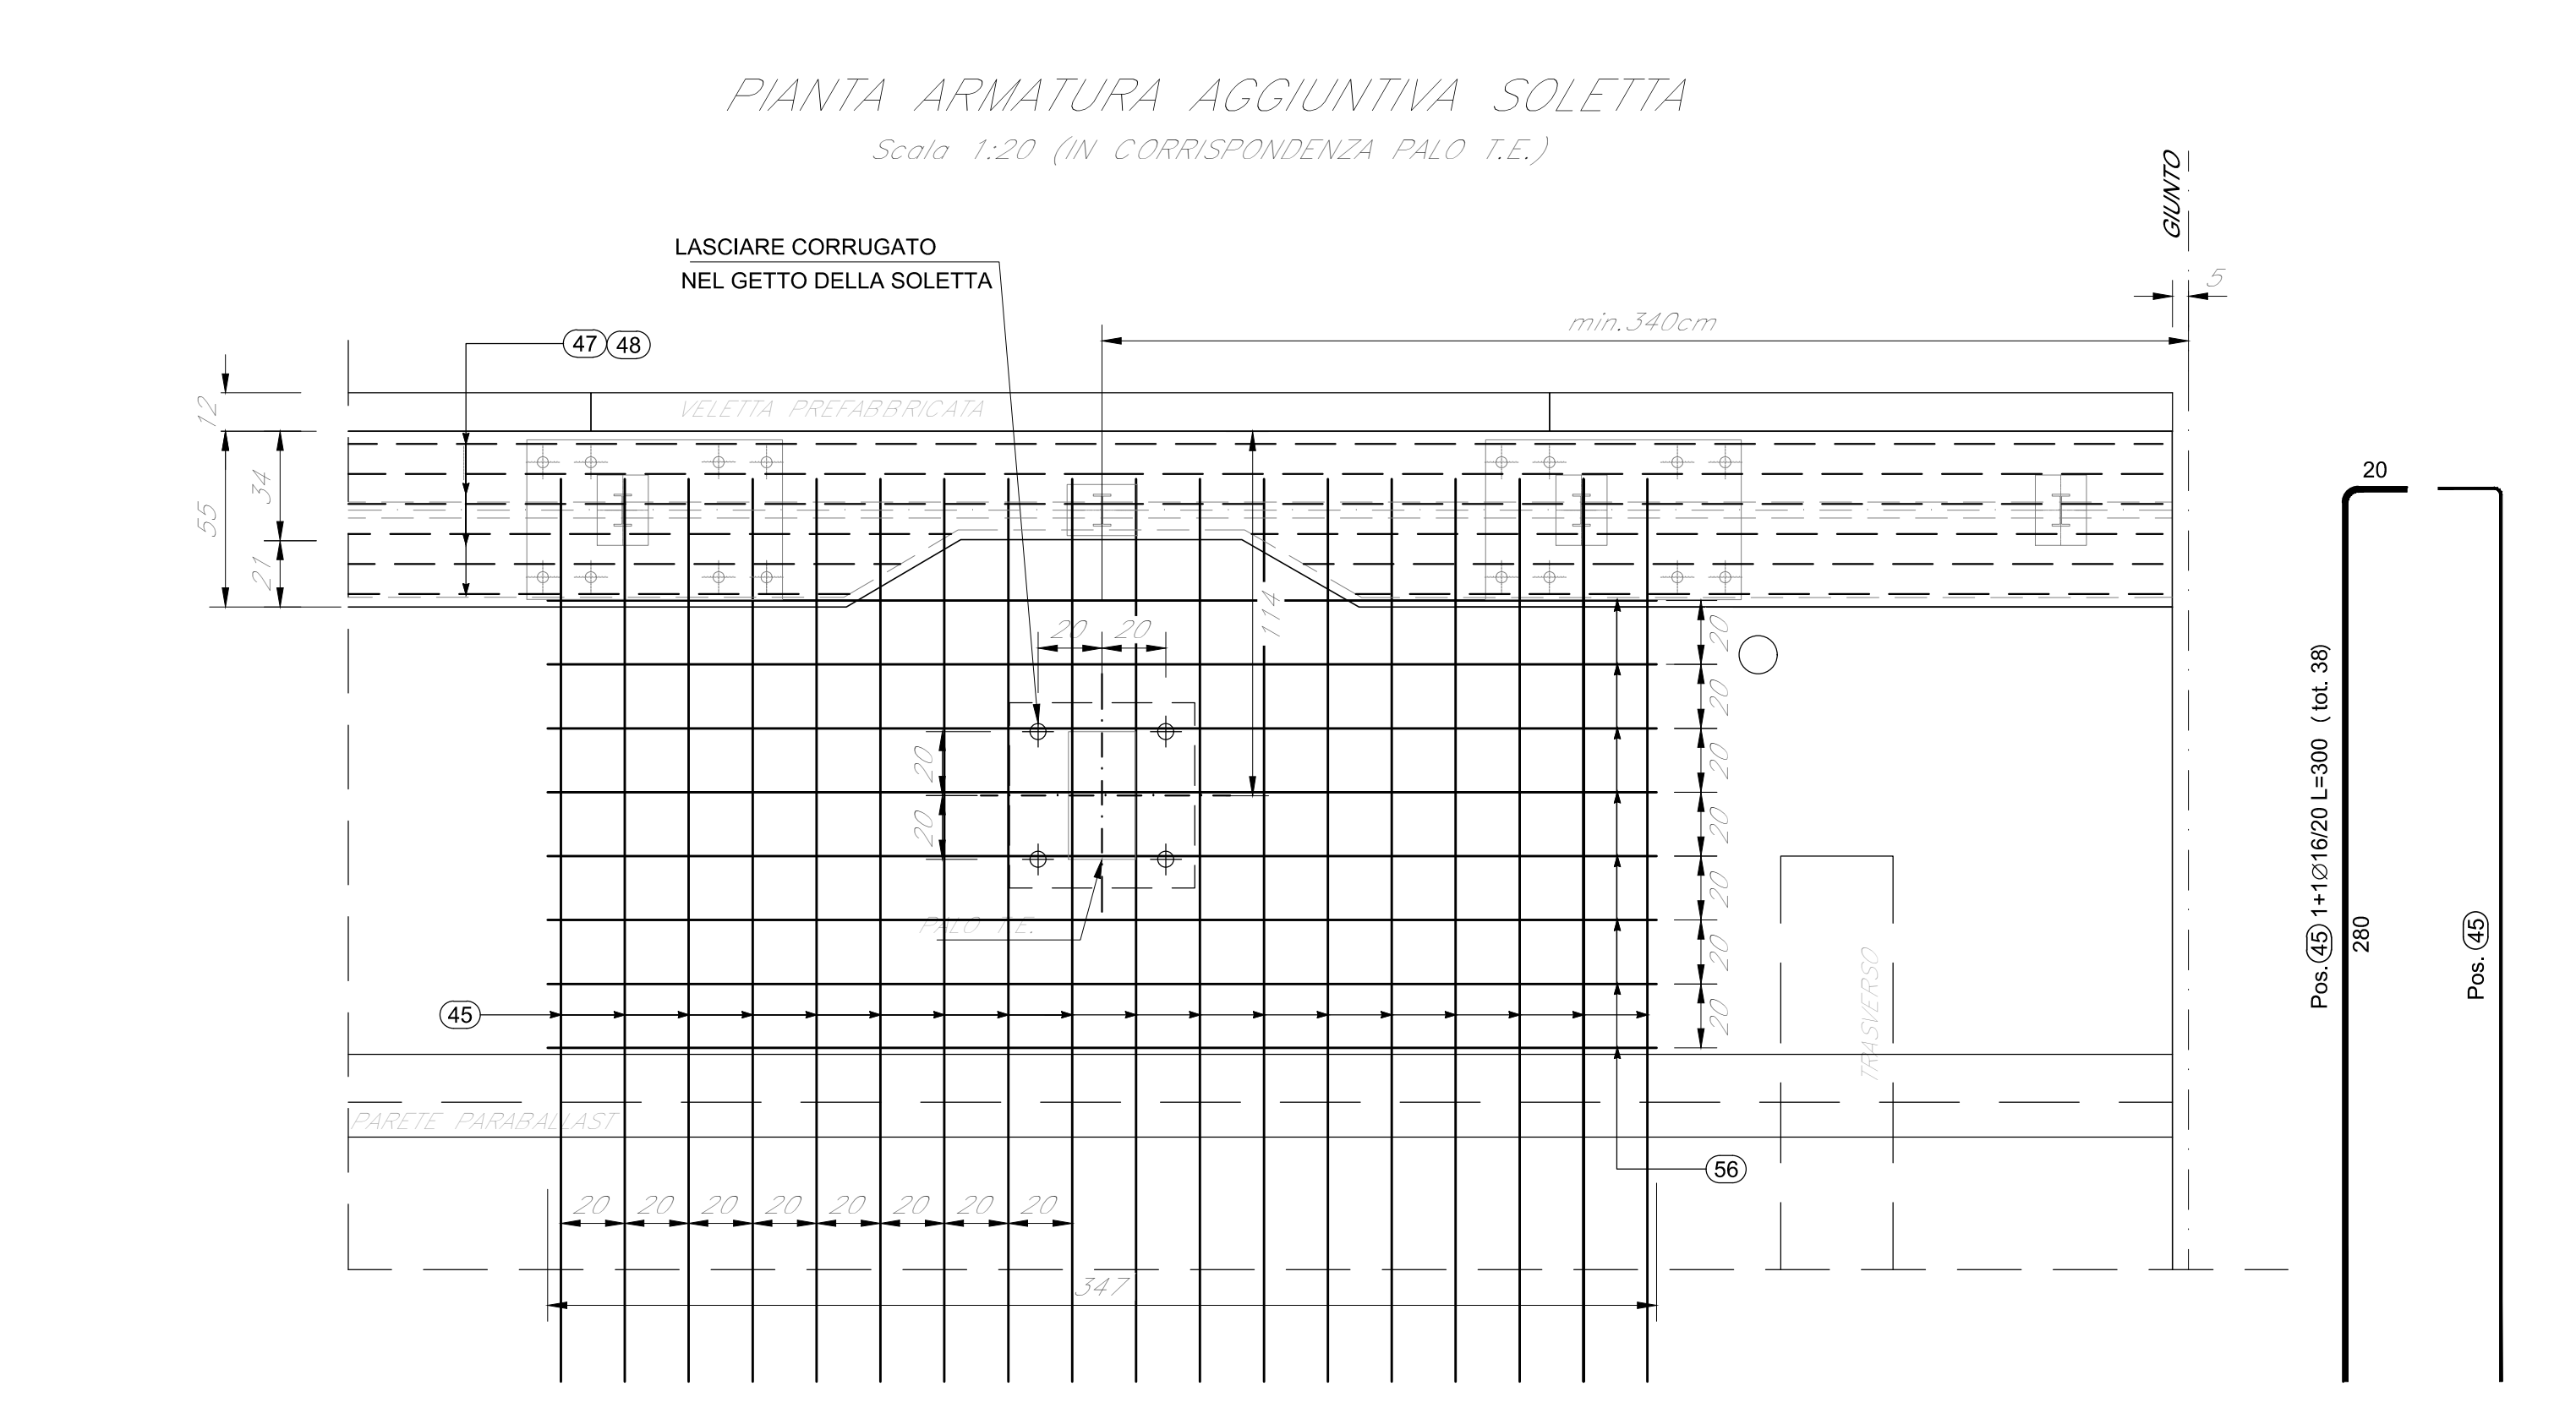 PIANTA ARMATURA AGGIUNTIVA SOLETTA
Scala 1:20 (IN CORRISPONDENZA PALO T.E.)
GIUNTO
LASCIARE CORRUGATO
NEL GETTO DELLA SOLETTA
5
min.340cm
47 48
12
VELETTA PREFABBRICATA
34
55
21
114
20 20
20
20
20
20
20
20
20
20
20
20
20
PALO T.E.
45
TRASVERSO
PARETE PARABALLAST
56
20 20 20 20 20 20 20 20
347
Pos. 45 1+1Ø16/20 L=300 (tot. 38)
280
Pos. 45